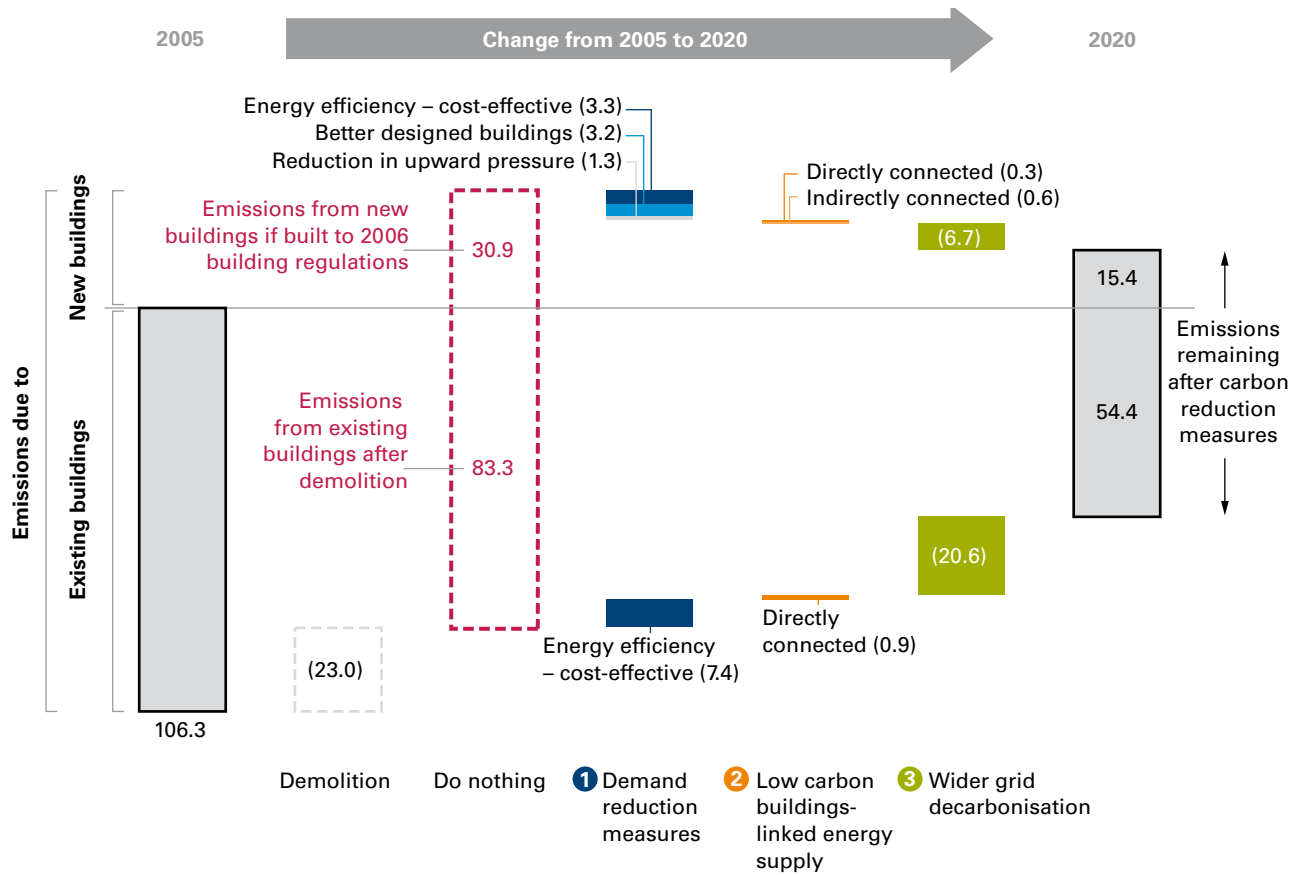 2005
Change from 2005 to 2020
2020
Energy efficiency – cost-effective (3.3)
Better designed buildings (3.2)
Reduction in upward pressure (1.3)
Directly connected (0.3)
Indirectly connected (0.6)
Emissions due to
New buildings
Existing buildings
Emissions from new
buildings if built to 2006
building regulations
30.9
(6.7)
15.4
Emissions
remaining
after carbon
reduction
measures
54.4
Emissions
from existing
buildings after
demolition
83.3
(20.6)
Energy efficiency
– cost-effective (7.4)
Directly
connected (0.9)
(23.0)
106.3
Demolition
Do nothing
1 Demand
reduction
measures
2 Low carbon
buildings-
linked energy
supply
3 Wider grid
decarbonisation